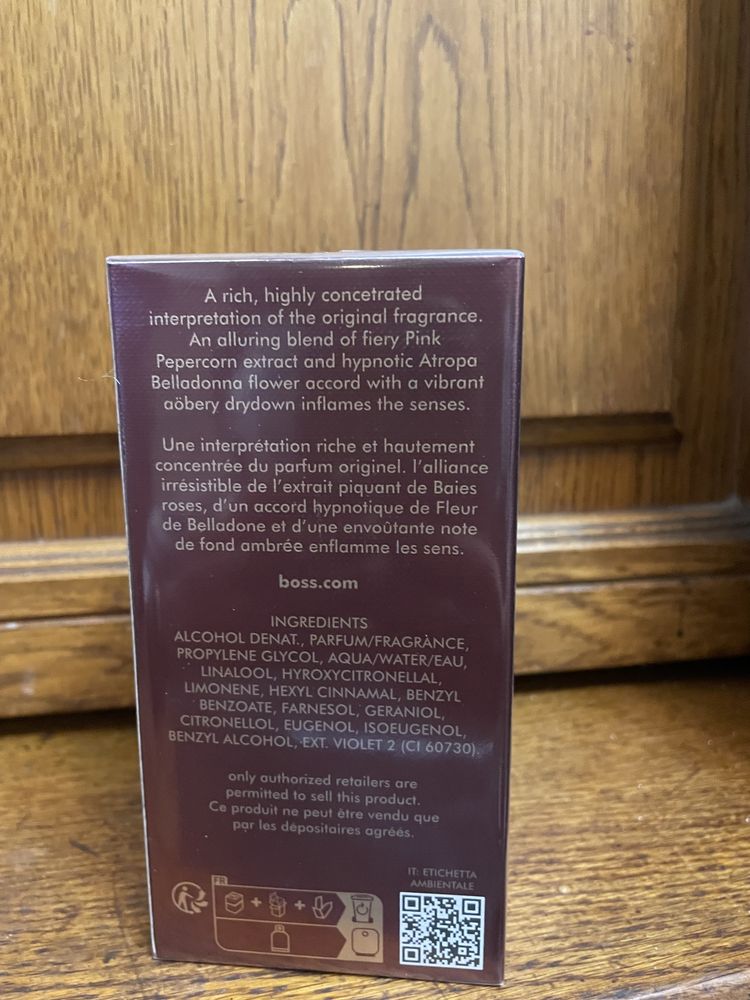 A rich, highly concetrated
interpretation of the original fragrance.
An alluring blend of fiery Pink
Pepercorn extract and hypnotic Atropa
Belladonna flower accord with a vibrant
aöbery drydown inflames the senses.
Une interprétation riche et hautement
concentrée du parfum originel. l'alliance
irrésistible de l'extrait piquant de Baies
roses, d'un accord hypnotique de Fleur
de Belladone et d'une envoûtante note
de fond ambrée enflamme les sens.
boss.com
INGREDIENTS
ALCOHOL DENAT., PARFUM/FRAGRÀNCE,
PROPYLENE GLYCOL, AQUA/WATER/EAU,
LINALOOL, HYROXYCITRONELLAL,
LIMONENE, HEXYL CINNAMAL, BENZYL
BENZOATE, FARNESOL, GERANIOL,
CITRONELLOL, EUGENOL, ISOEUGENOL,
BENZYL ALCOHOL, EXT. VIOLET 2 (CI 60730).
only authorized retailers are
permitted to sell this product.
Ce produit ne peut être vendu que
par les dépositaires agréés.
IT: ETICHETTA
AMBIENTALE
FR